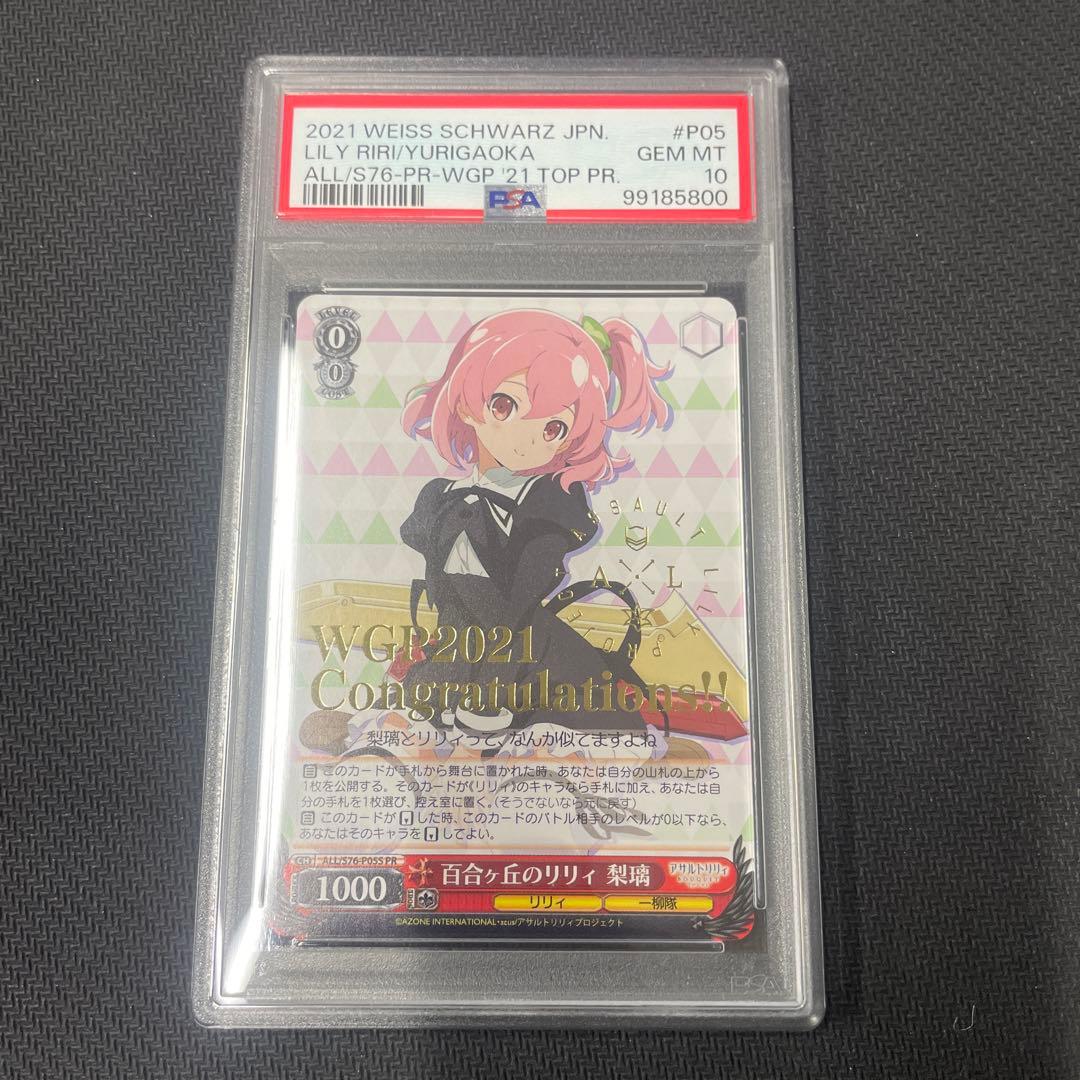 2021 WEISS SCHWARZ JPN. #P05
LILY RIRI/YURIGAOKA GEM MT
ALL/S76-PR-WGP '21 TOP PR. 10
PSA 99185800
LEVEL
0
0
COST
ASSAULT LILY BOUQUET
A L
WGP2021
Congratulations!!
梨璃とリリィって、なんか似てますよね
自 このカードが手札から舞台に置かれた時、あなたは自分の山札の上から
1枚を公開する。そのカードが《リリィ》のキャラなら手札に加え、あなたは自
分の手札を1枚選び、控え室に置く。(そうでないなら元に戻す)
自 このカードが した時、このカードのバトル相手のレベルが0以下なら、
あなたはそのキャラを してよい。
CH ALL/S76-P05S PR
1000 百合ヶ丘のリリィ 梨璃 アサルトリリィ
BOUQUET
リリィ 一柳隊
©AZONE INTERNATIONAL・acus/アサルトリリィプロジェクト
PSA